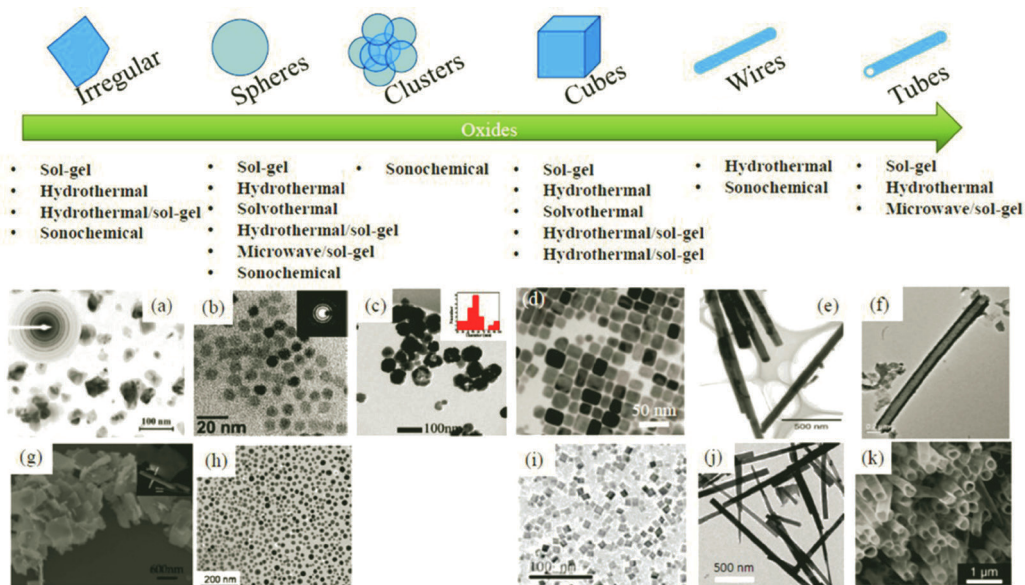 Irregular
Spheres
Clusters
Cubes
Wires
Tubes
Oxides
• Sol-gel
• Hydrothermal
• Hydrothermal/sol-gel
• Sonochemical
• Sol-gel
• Hydrothermal
• Solvothermal
• Hydrothermal/sol-gel
• Microwave/sol-gel
• Sonochemical
• Sonochemical
• Sol-gel
• Hydrothermal
• Solvothermal
• Hydrothermal/sol-gel
• Hydrothermal/sol-gel
• Hydrothermal
• Sonochemical
• Sol-gel
• Hydrothermal
• Microwave/sol-gel
(a)
100 nm
(b)
20 nm
(c)
100nm
(d)
50 nm
(e)
500 nm
(f)
(g)
600nm
(h)
200 nm
(i)
100 nm
(j)
500 nm
(k)
1 μm